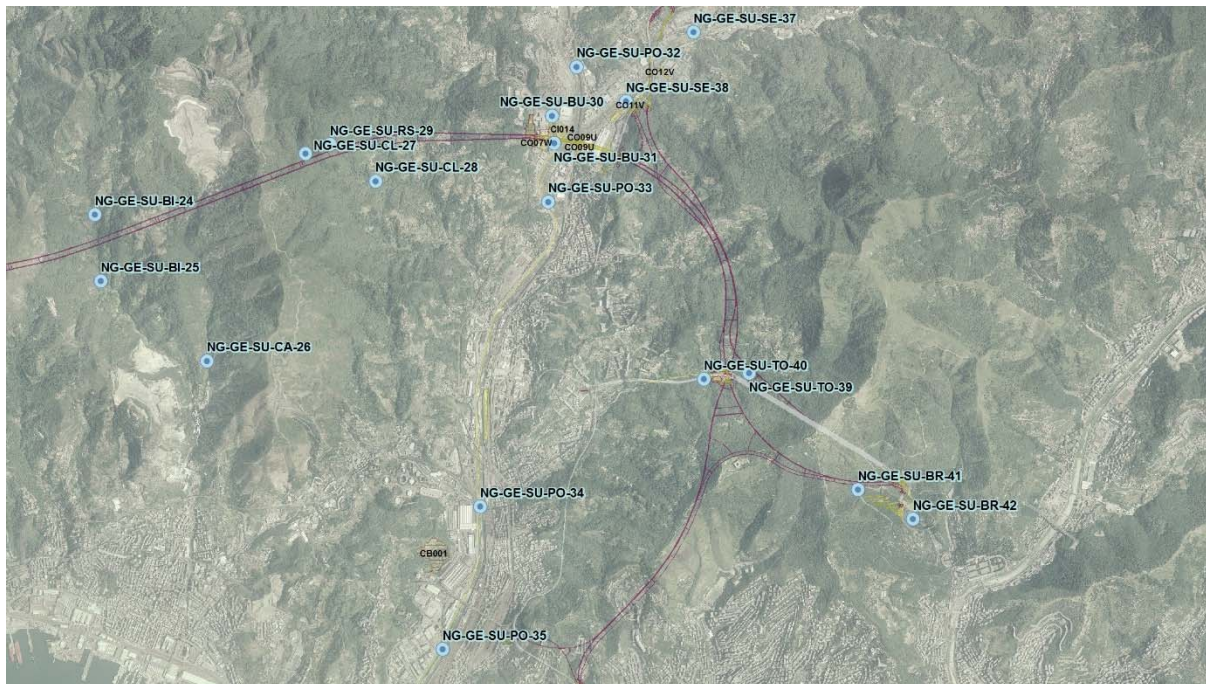 NG-GE-SU-SE-37
NG-GE-SU-PO-32
CO12V
NG-GE-SU-SE-38
CO11V
NG-GE-SU-BU-30
NG-GE-SU-RS-29
CI014
CO09U
CO07W
CO09U
NG-GE-SU-CL-27
NG-GE-SU-BU-31
NG-GE-SU-CL-28
NG-GE-SU-PO-33
NG-GE-SU-BI-24
NG-GE-SU-BI-25
NG-GE-SU-CA-26
NG-GE-SU-TO-40
NG-GE-SU-TO-39
NG-GE-SU-BR-41
NG-GE-SU-PO-34
NG-GE-SU-BR-42
CB001
NG-GE-SU-PO-35